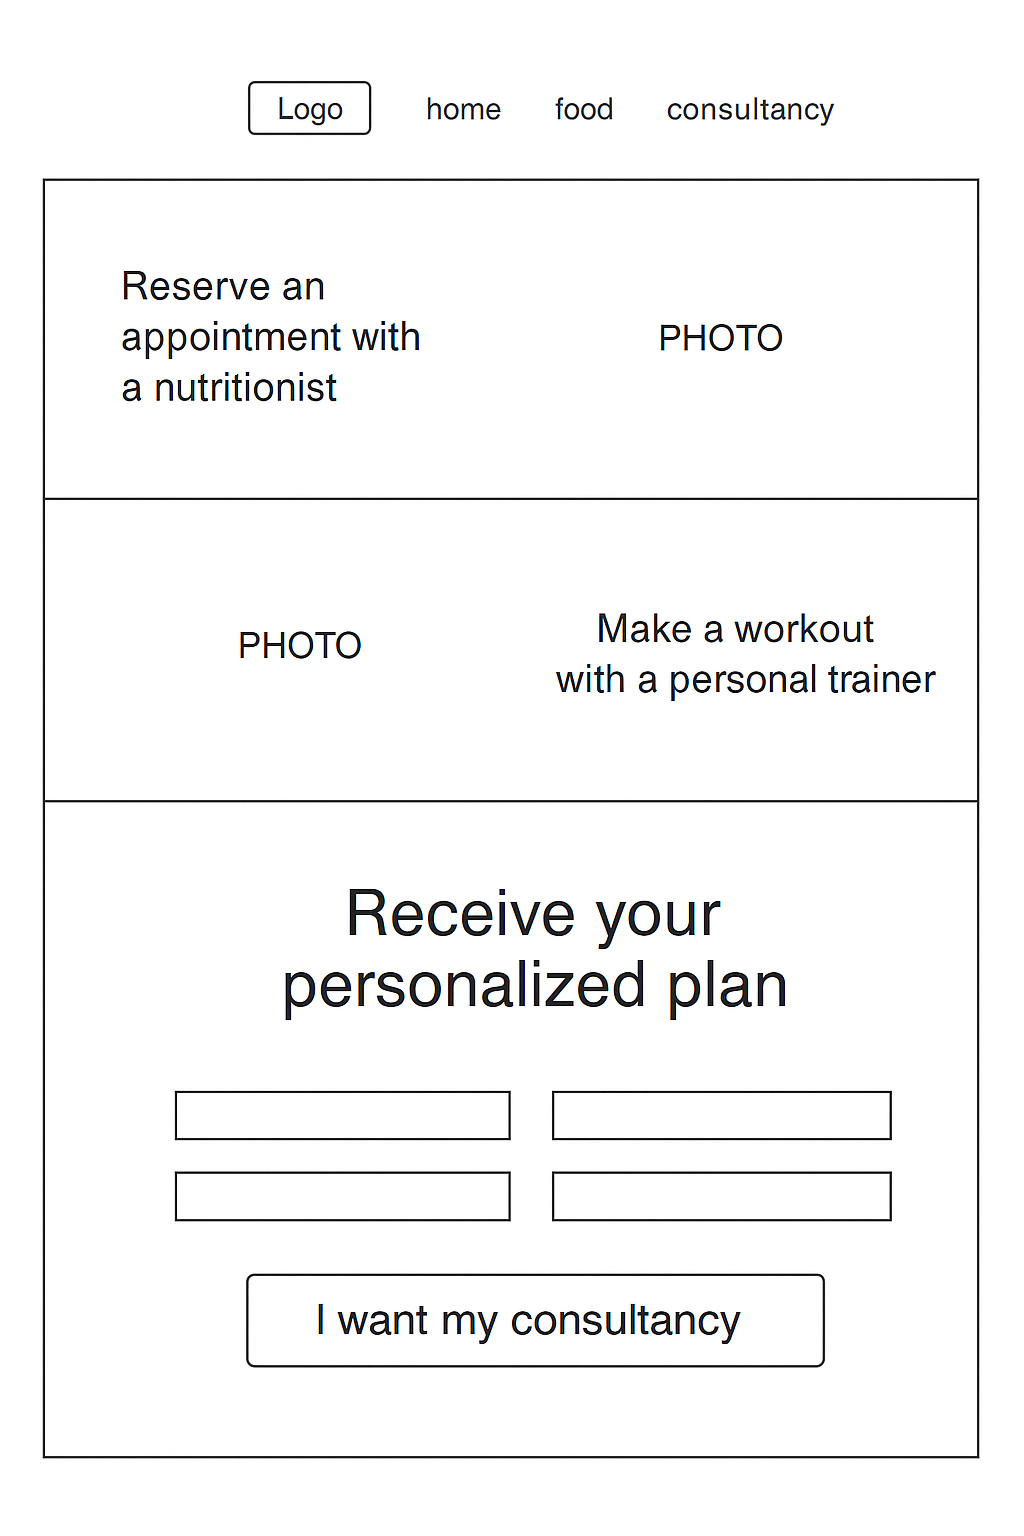 Logo home food consultancy
Reserve an
appointment with
a nutritionist
PHOTO
PHOTO
Make a workout
with a personal trainer
Receive your
personalized plan
I want my consultancy